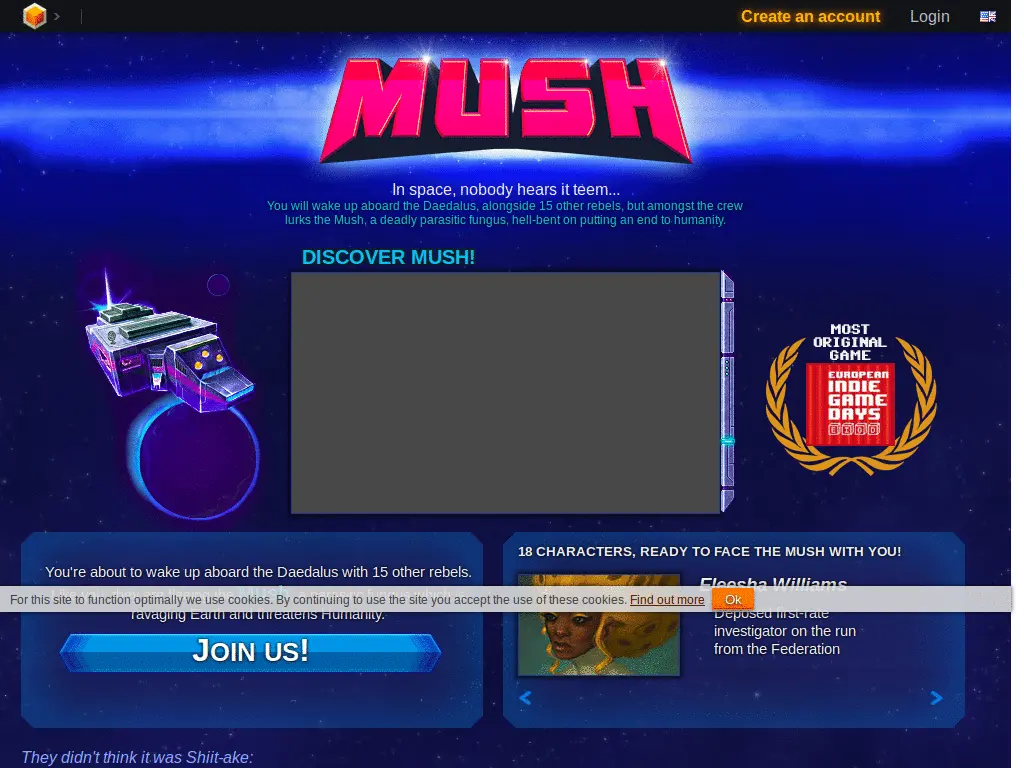 Create an account
Login
MUSH
In space, nobody hears it teem...
You will wake up aboard the Daedalus, alongside 15 other rebels, but amongst the crew
lurks the Mush, a deadly parasitic fungus, hell-bent on putting an end to humanity.
DISCOVER MUSH!
MOST
ORIGINAL
GAME
EUROPEAN
INDIE
GAME
DAYS
EIGD
You're about to wake up aboard the Daedalus with 15 other rebels.
ravaging Earth and threatens Humanity.
JOIN US!
18 CHARACTERS, READY TO FACE THE MUSH WITH YOU!
Eleesha Williams
Deposed first-rate
investigator on the run
from the Federation
For this site to function optimally we use cookies. By continuing to use the site you accept the use of these cookies. Find out more Ok
They didn't think it was Shiit-ake: